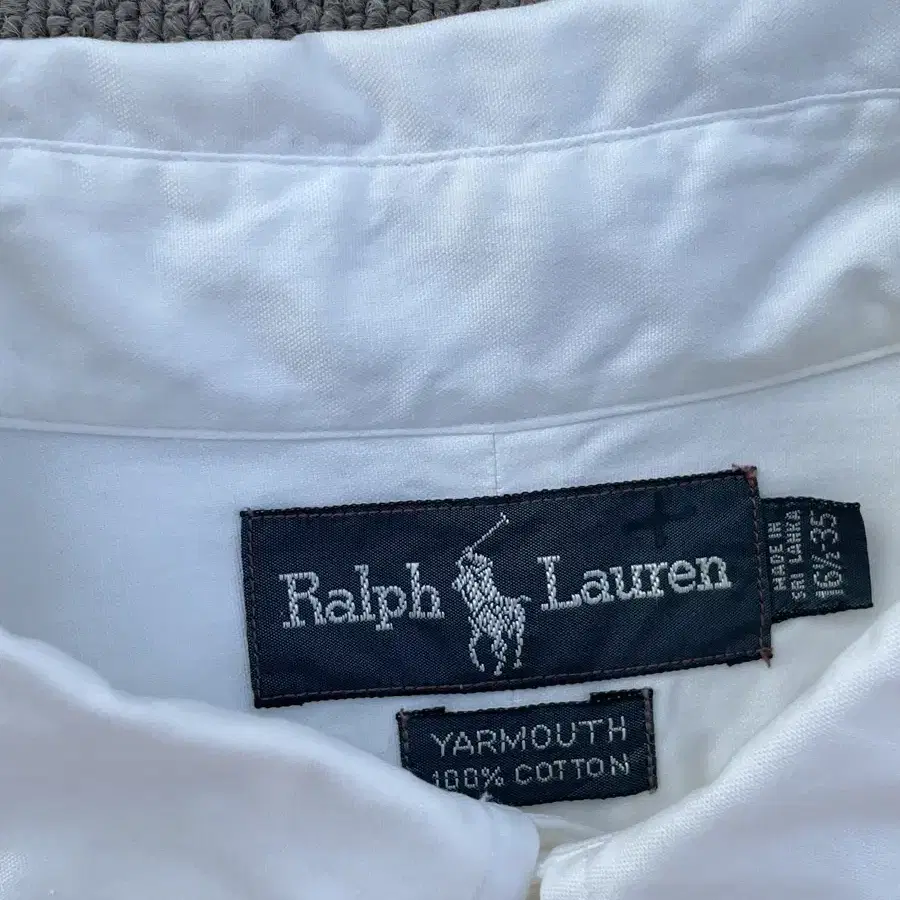 Ralph Lauren
MADE IN
SRI LANKA
16½-35
YARMOUTH
100% COTTON